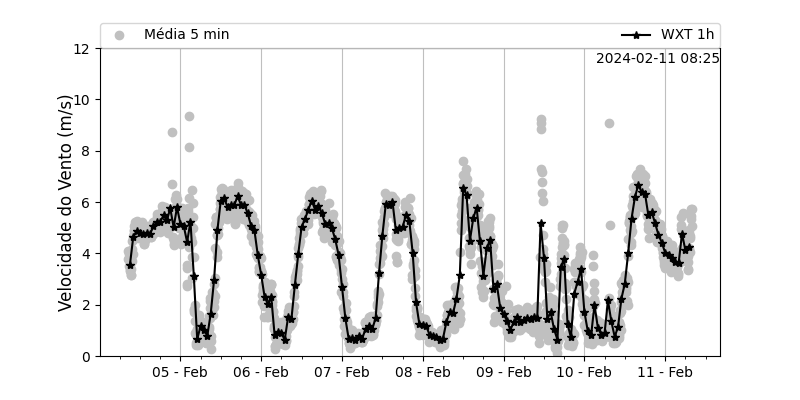 Média 5 min
WXT 1h
2024-02-11 08:25
Velocidade do Vento (m/s)
12
10
8
6
4
2
0
05 - Feb
06 - Feb
07 - Feb
08 - Feb
09 - Feb
10 - Feb
11 - Feb